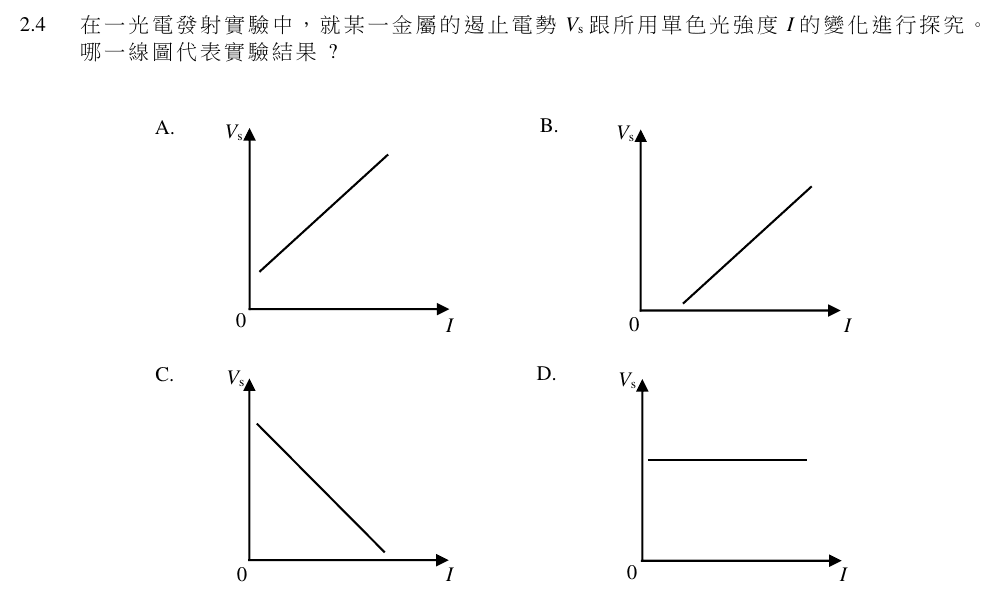 2.4 在一光電發射實驗中，就某一金屬的遏止電勢 Vs 跟所用單色光強度 I 的變化進行探究。
哪一線圖代表實驗結果？
A. Vs
0 I
B. Vs
0 I
C. Vs
0 I
D. Vs
0 I